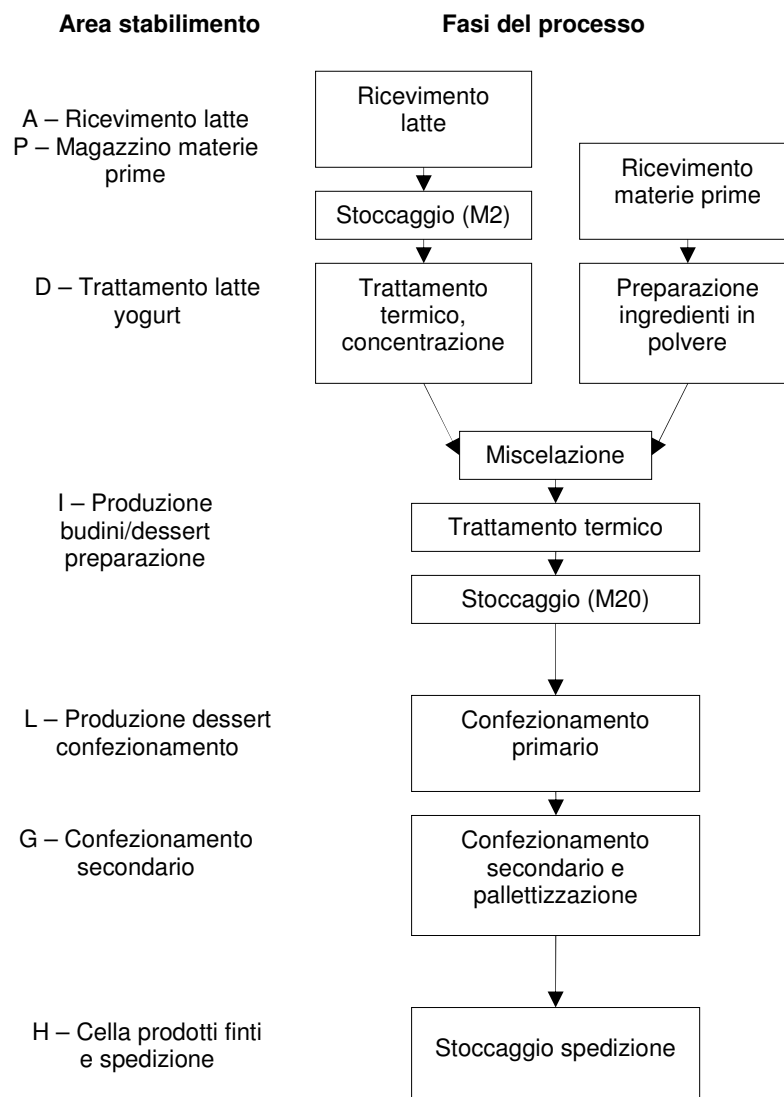 Area stabilimento
Fasi del processo
A – Ricevimento latte
P – Magazzino materie
prime
Ricevimento
latte
Ricevimento
materie prime
Stoccaggio (M2)
D – Trattamento latte
yogurt
Trattamento
termico,
concentrazione
Preparazione
ingredienti in
polvere
Miscelazione
I – Produzione
budini/dessert
preparazione
Trattamento termico
Stoccaggio (M20)
L – Produzione dessert
confezionamento
Confezionamento
primario
G – Confezionamento
secondario
Confezionamento
secondario e
pallettizzazione
H – Cella prodotti finti
e spedizione
Stoccaggio spedizione